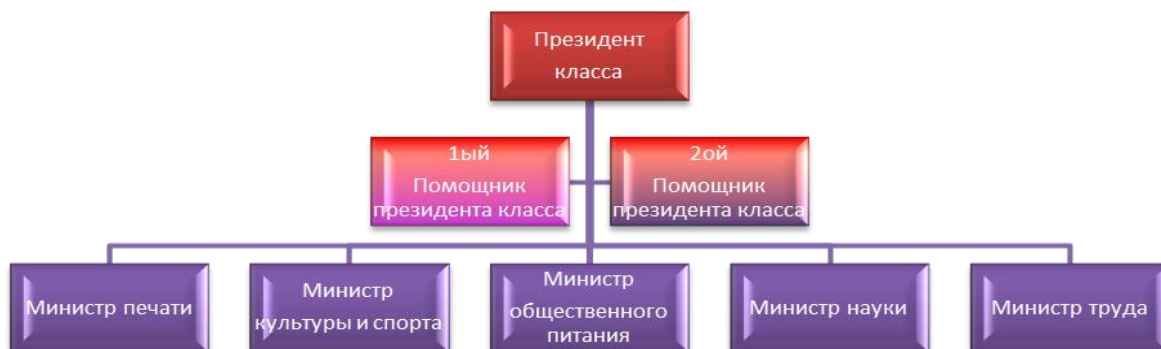 Президент
класса
1ый
Помощник
президента класса
2ой
Помощник
президента класса
Министр печати
Министр
культуры и спорта
Министр
общественного
питания
Министр науки
Министр труда